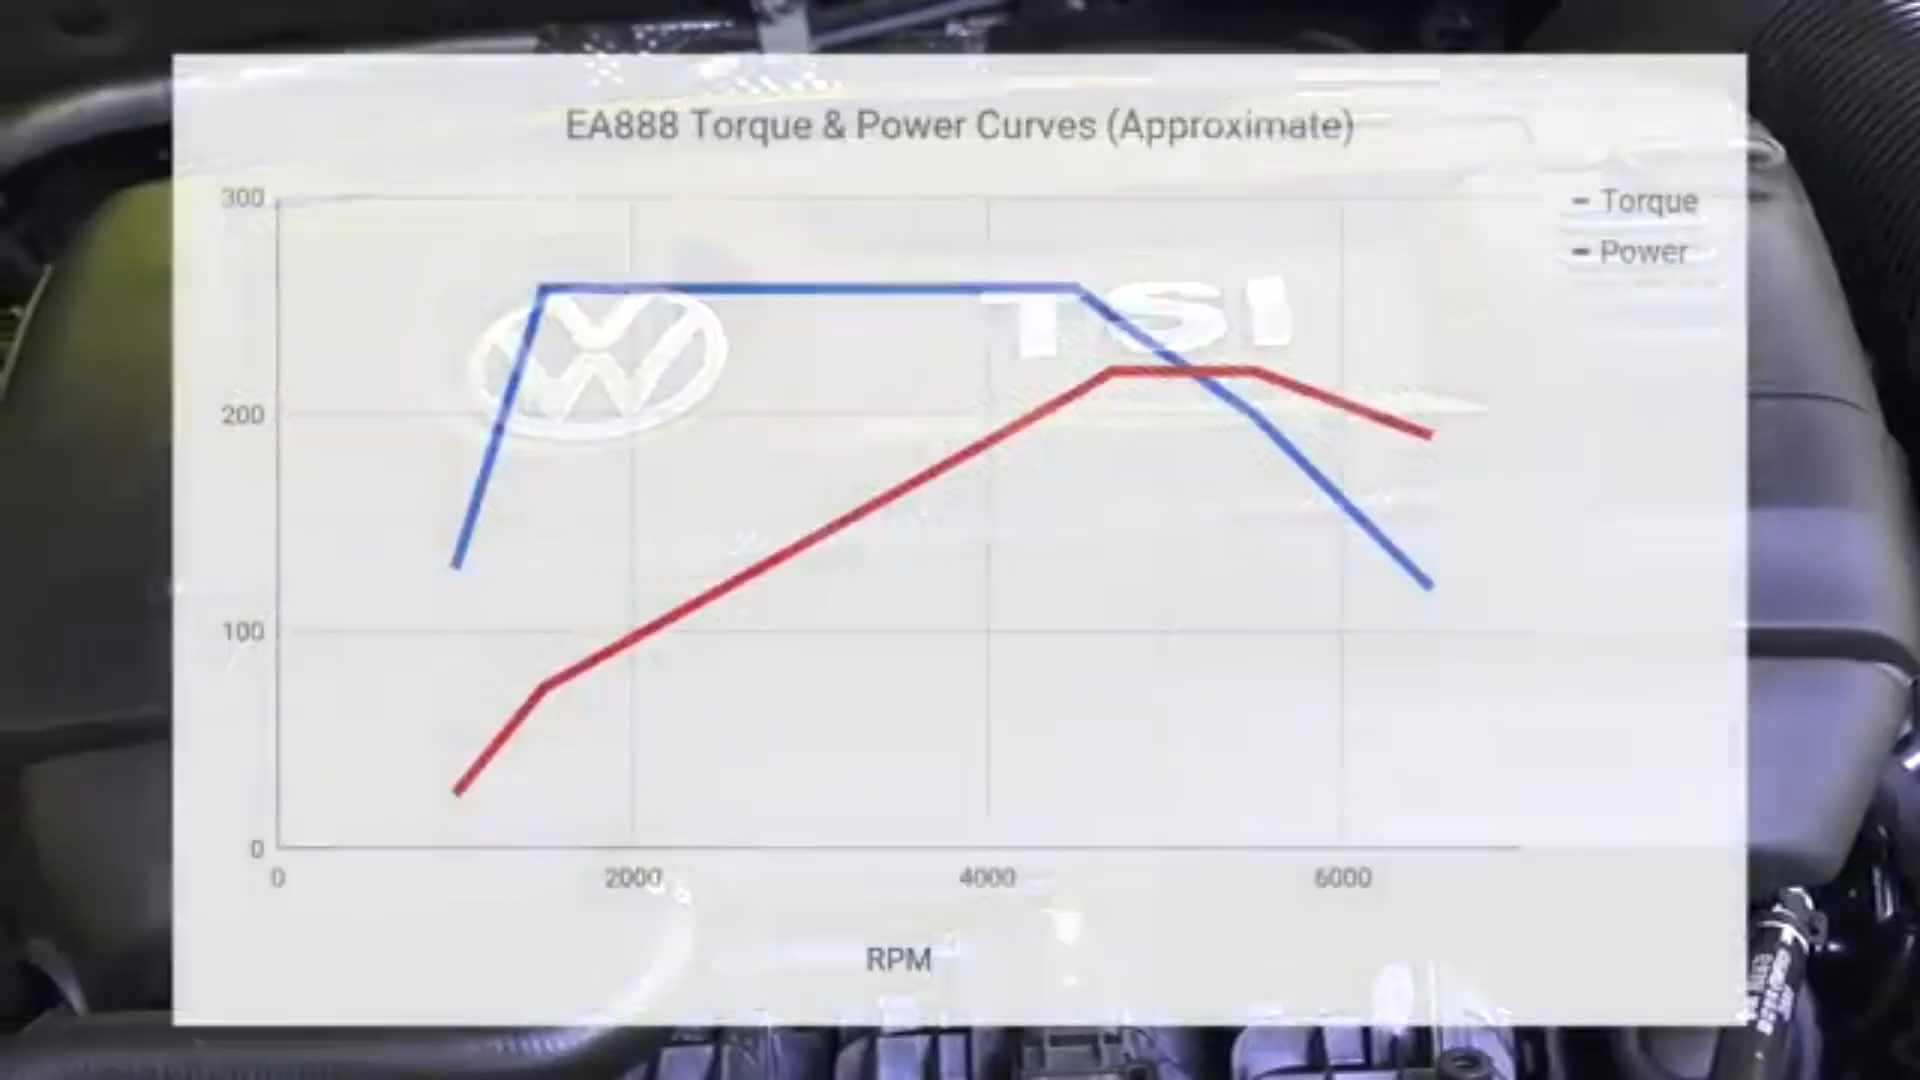 EA888 Torque & Power Curves (Approximate)
300
200
100
0
0 2000 4000 6000
RPM
Torque
Power
TSI